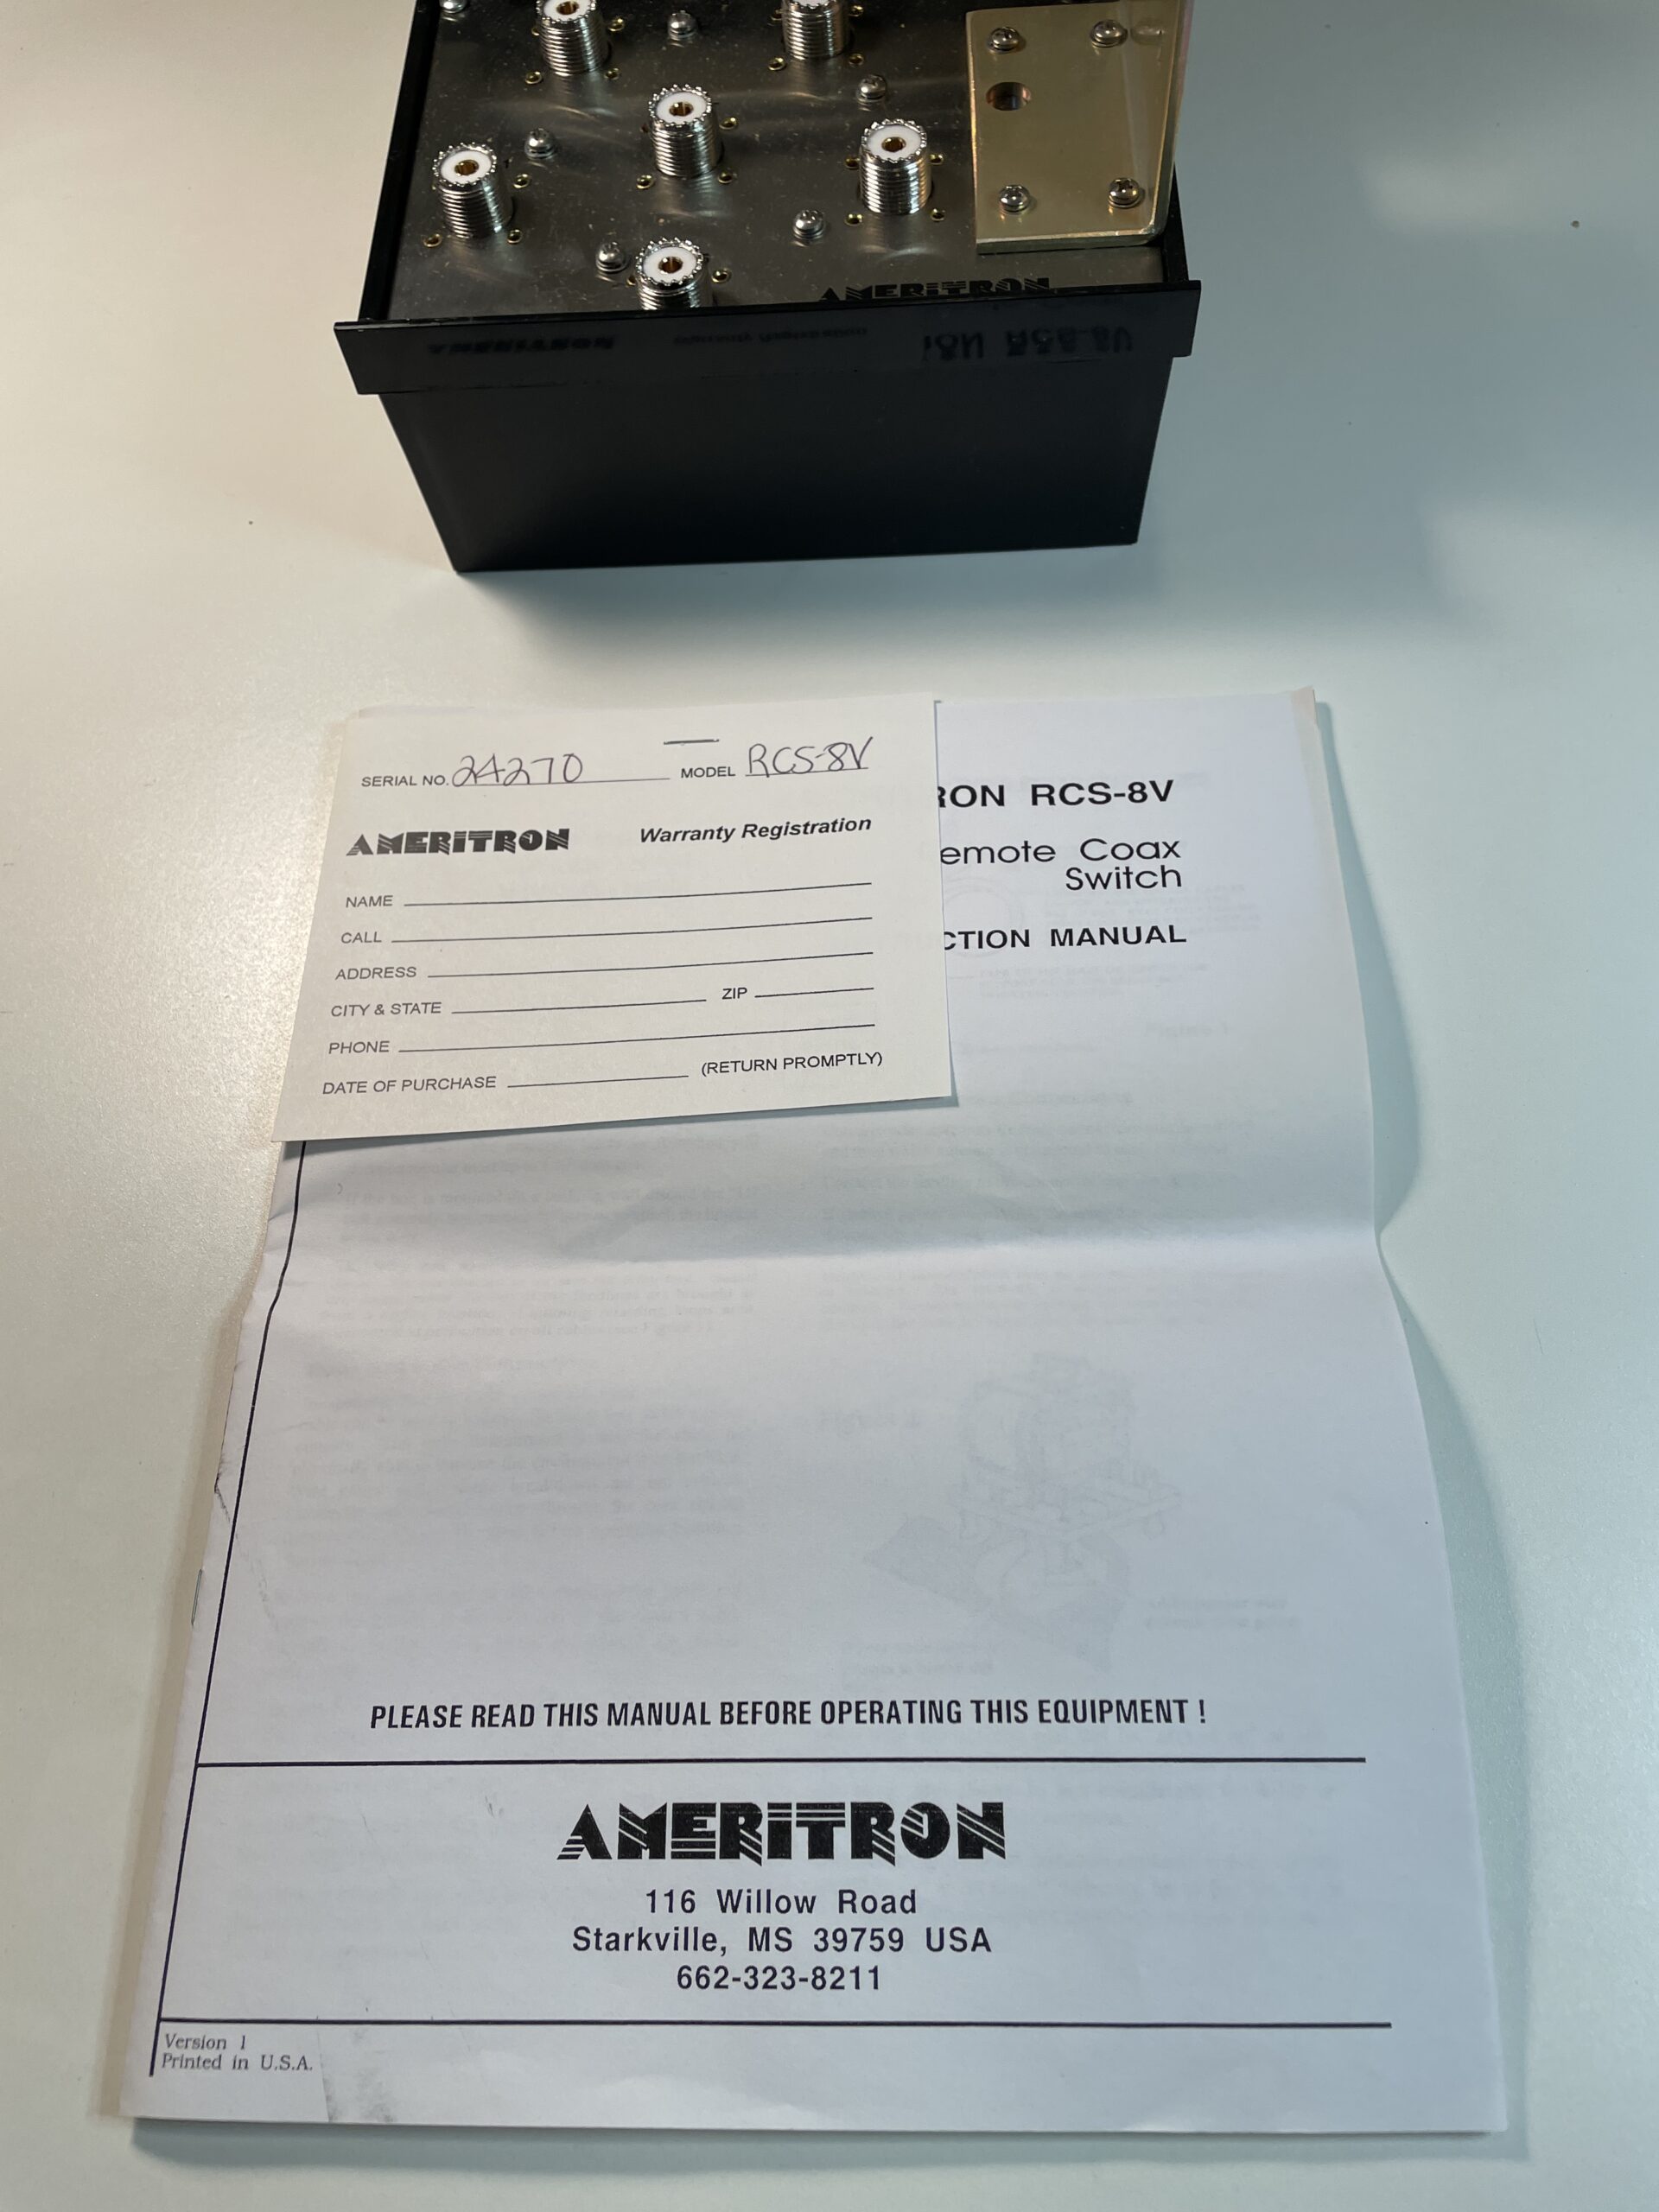 AMERITRON
SERIAL NO. 24270 MODEL RCS-8V
AMERITRON Warranty Registration
NAME
CALL
ADDRESS
CITY & STATE ZIP
PHONE
DATE OF PURCHASE (RETURN PROMPTLY)
RON RCS-8V
emote Coax
Switch
CTION MANUAL
PLEASE READ THIS MANUAL BEFORE OPERATING THIS EQUIPMENT !
AMERITRON
116 Willow Road
Starkville, MS 39759 USA
662-323-8211
Version 1
Printed in U.S.A.